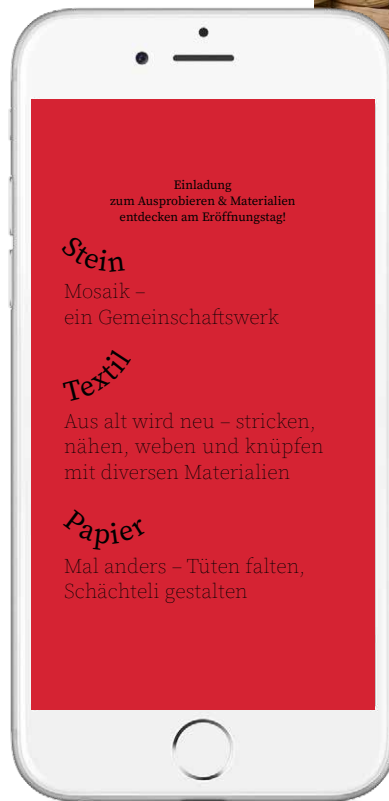 Einladung
zum Ausprobieren & Materialien
entdecken am Eröffnungstag!
Stein
Mosaik –
ein Gemeinschaftswerk
Textil
Aus alt wird neu – stricken,
nähen, weben und knüpfen
mit diversen Materialien
Papier
Mal anders – Tüten falten,
Schächteli gestalten